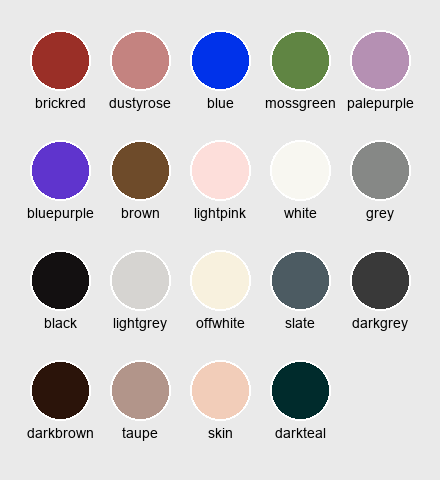 brickred dustyrose blue mossgreen palepurple
bluepurple brown lightpink white grey
black lightgrey offwhite slate darkgrey
darkbrown taupe skin darkteal